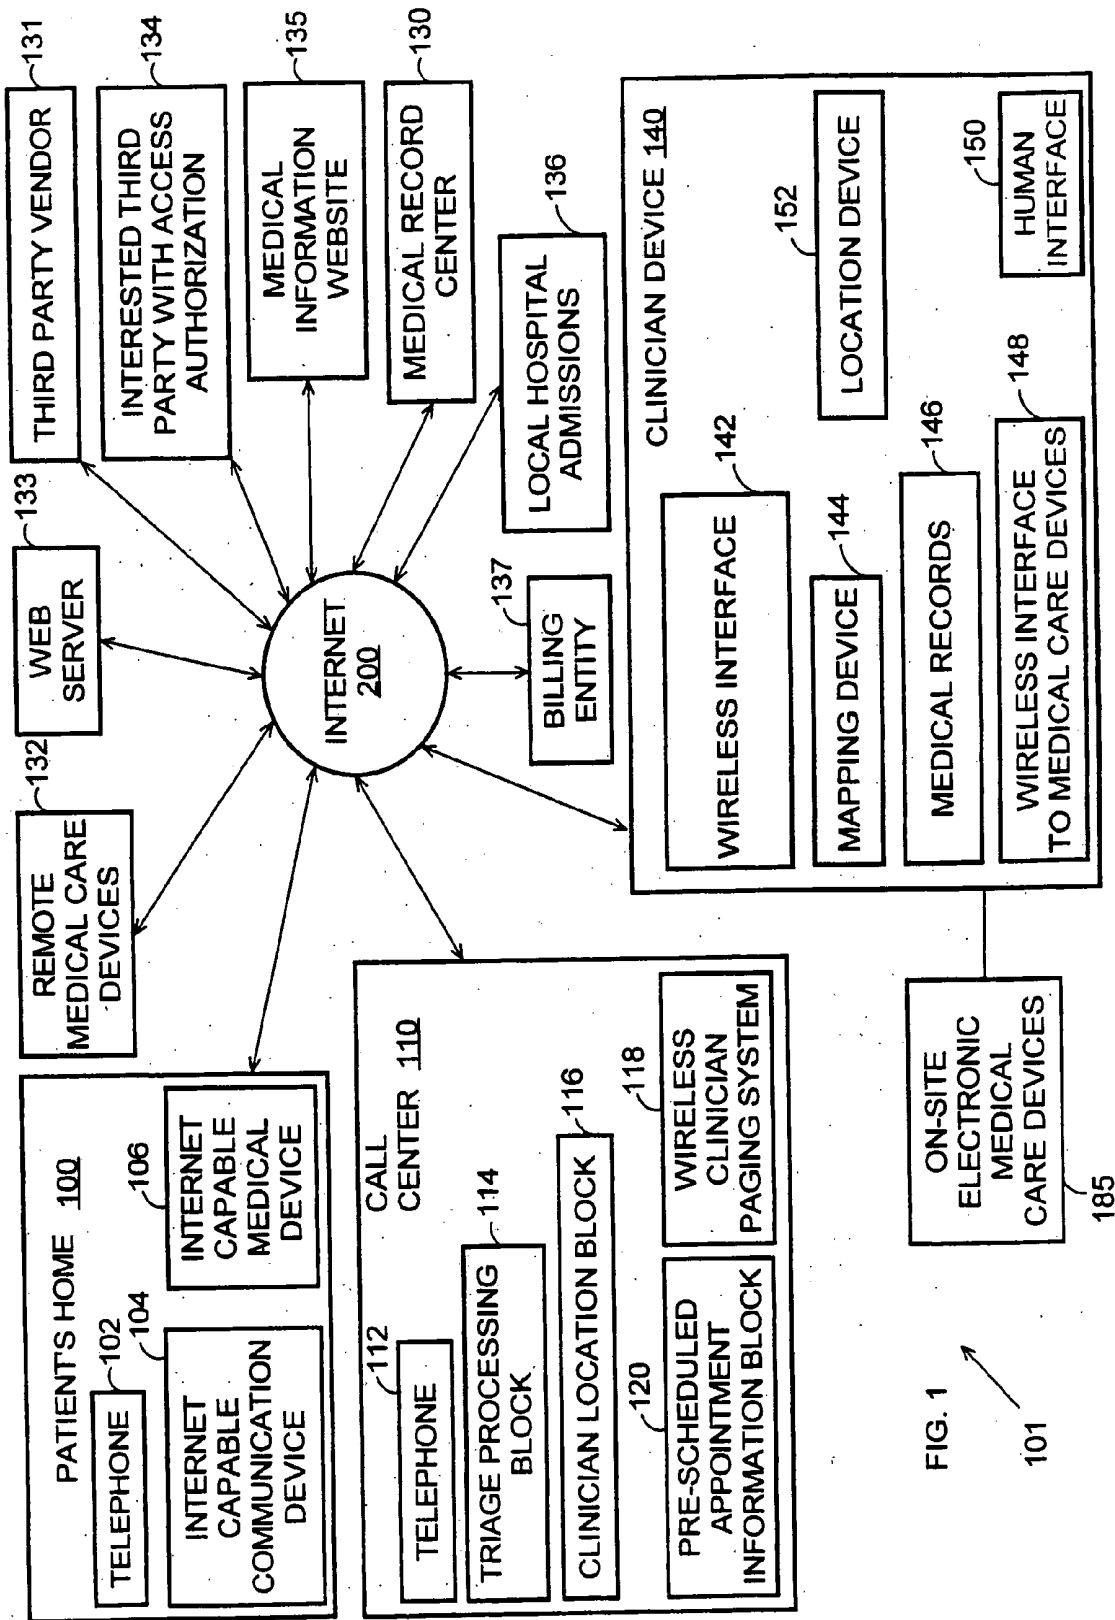 PATIENT'S HOME 100
102
TELEPHONE
104
INTERNET
CAPABLE
COMMUNICATION
DEVICE
106
INTERNET
CAPABLE
MEDICAL
DEVICE
132
REMOTE
MEDICAL CARE
DEVICES
133
WEB
SERVER
131
THIRD PARTY VENDOR
134
INTERESTED THIRD
PARTY WITH ACCESS
AUTHORIZATION
135
MEDICAL
INFORMATION
WEBSITE
130
MEDICAL RECORD
CENTER
136
LOCAL HOSPITAL
ADMISSIONS
INTERNET
200
137
BILLING
ENTITY
CALL
CENTER 110
112
TELEPHONE
114
TRIAGE PROCESSING
BLOCK
116
CLINICIAN LOCATION BLOCK
118
WIRELESS
CLINICIAN
PAGING SYSTEM
120
PRE-SCHEDULED
APPOINTMENT
INFORMATION BLOCK
CLINICIAN DEVICE 140
142
WIRELESS INTERFACE
144
MAPPING DEVICE
146
MEDICAL RECORDS
148
WIRELESS INTERFACE
TO MEDICAL CARE DEVICES
152
LOCATION DEVICE
150
HUMAN
INTERFACE
ON-SITE
ELECTRONIC
MEDICAL
CARE DEVICES
185
FIG. 1
101